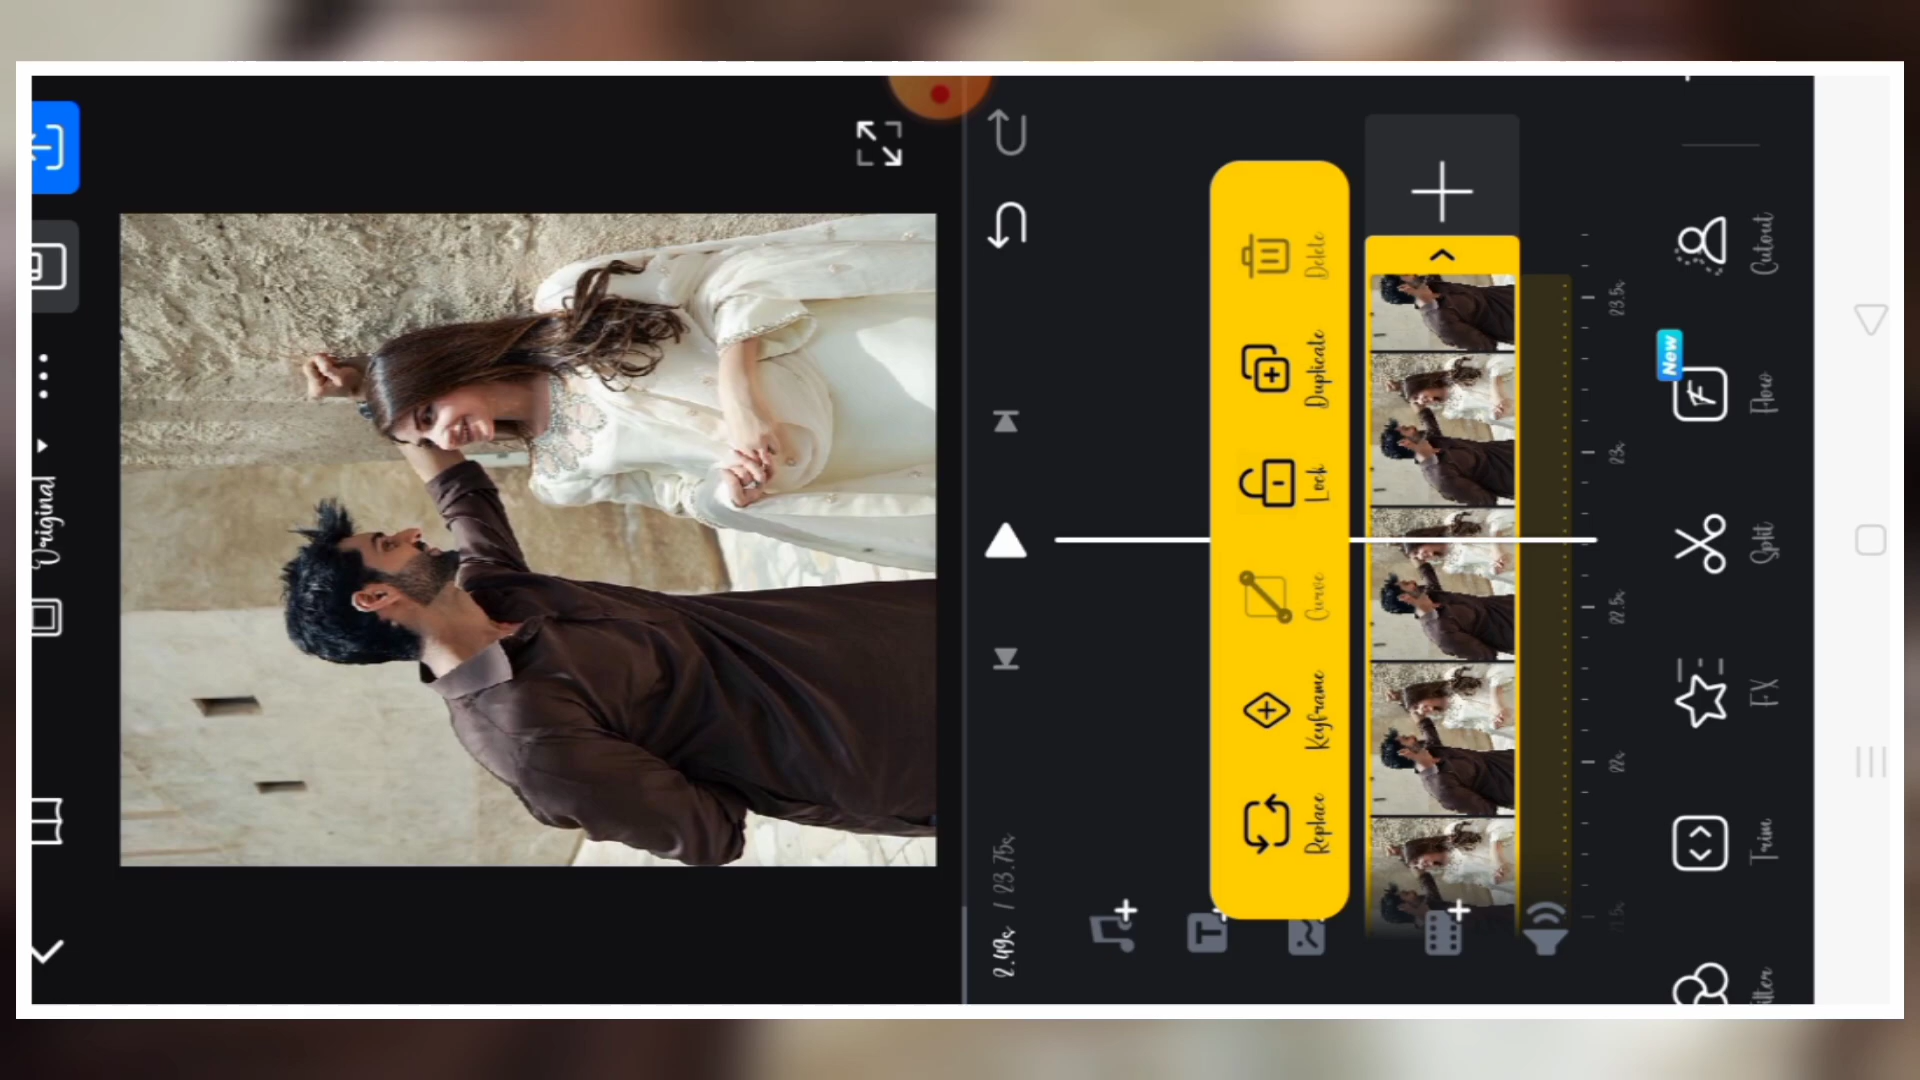 Original
2.49s / 23.75s
Replace
Keyframe
Curve
Lock
Duplicate
Delete
22s
22.5s
23s
23.5s
Trim
FX
Split
New
Flow
Cutout